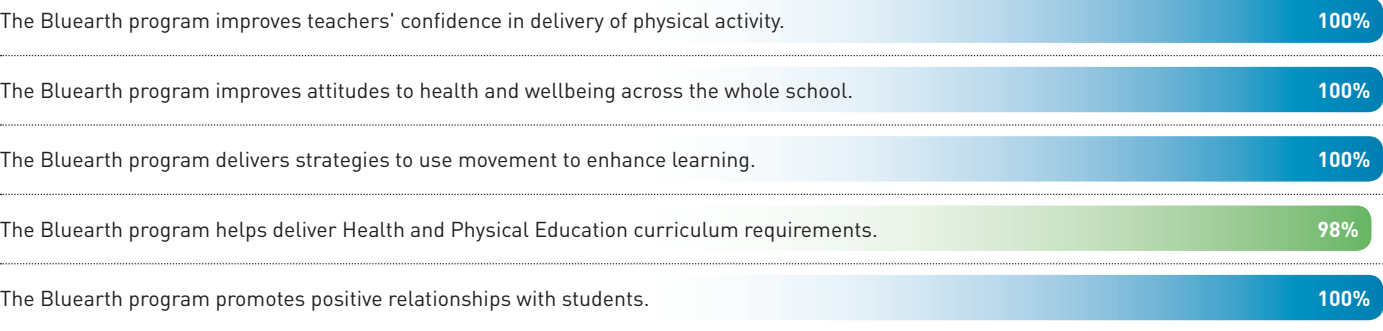 The Bluearth program improves teachers' confidence in delivery of physical activity. 100%
The Bluearth program improves attitudes to health and wellbeing across the whole school. 100%
The Bluearth program delivers strategies to use movement to enhance learning. 100%
The Bluearth program helps deliver Health and Physical Education curriculum requirements. 98%
The Bluearth program promotes positive relationships with students. 100%